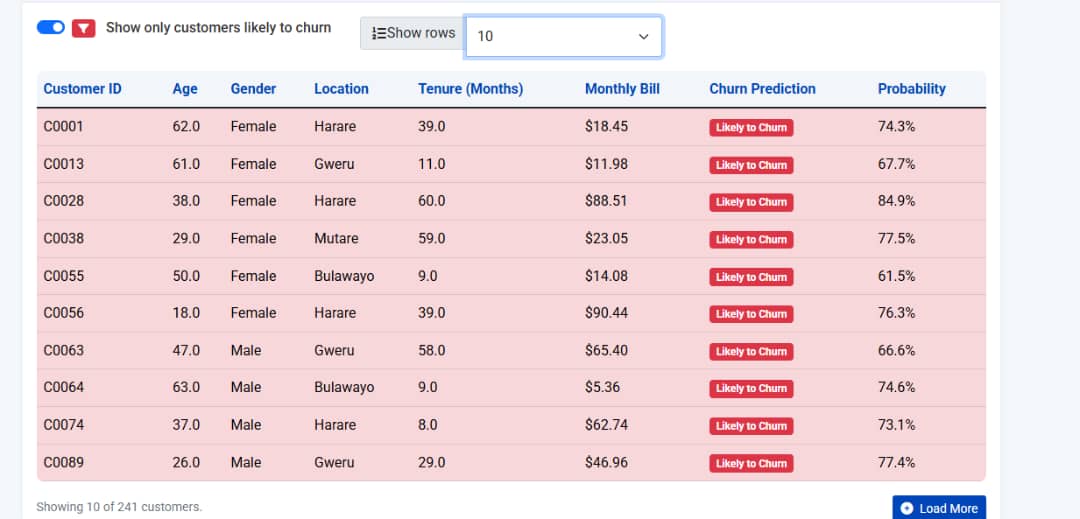 Show only customers likely to churn Show rows 10
Customer ID Age Gender Location Tenure (Months) Monthly Bill Churn Prediction Probability
C0001 62.0 Female Harare 39.0 $18.45 Likely to Churn 74.3%
C0013 61.0 Female Gweru 11.0 $11.98 Likely to Churn 67.7%
C0028 38.0 Female Harare 60.0 $88.51 Likely to Churn 84.9%
C0038 29.0 Female Mutare 59.0 $23.05 Likely to Churn 77.5%
C0055 50.0 Female Bulawayo 9.0 $14.08 Likely to Churn 61.5%
C0056 18.0 Female Harare 39.0 $90.44 Likely to Churn 76.3%
C0063 47.0 Male Gweru 58.0 $65.40 Likely to Churn 66.6%
C0064 63.0 Male Bulawayo 9.0 $5.36 Likely to Churn 74.6%
C0074 37.0 Male Harare 8.0 $62.74 Likely to Churn 73.1%
C0089 26.0 Male Gweru 29.0 $46.96 Likely to Churn 77.4%
Showing 10 of 241 customers. Load More